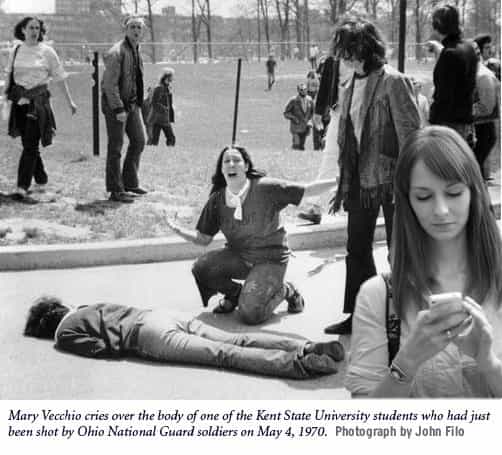 Mary Vecchio cries over the body of one of the Kent State University students who had just
been shot by Ohio National Guard soldiers on May 4, 1970. Photograph by John Filo